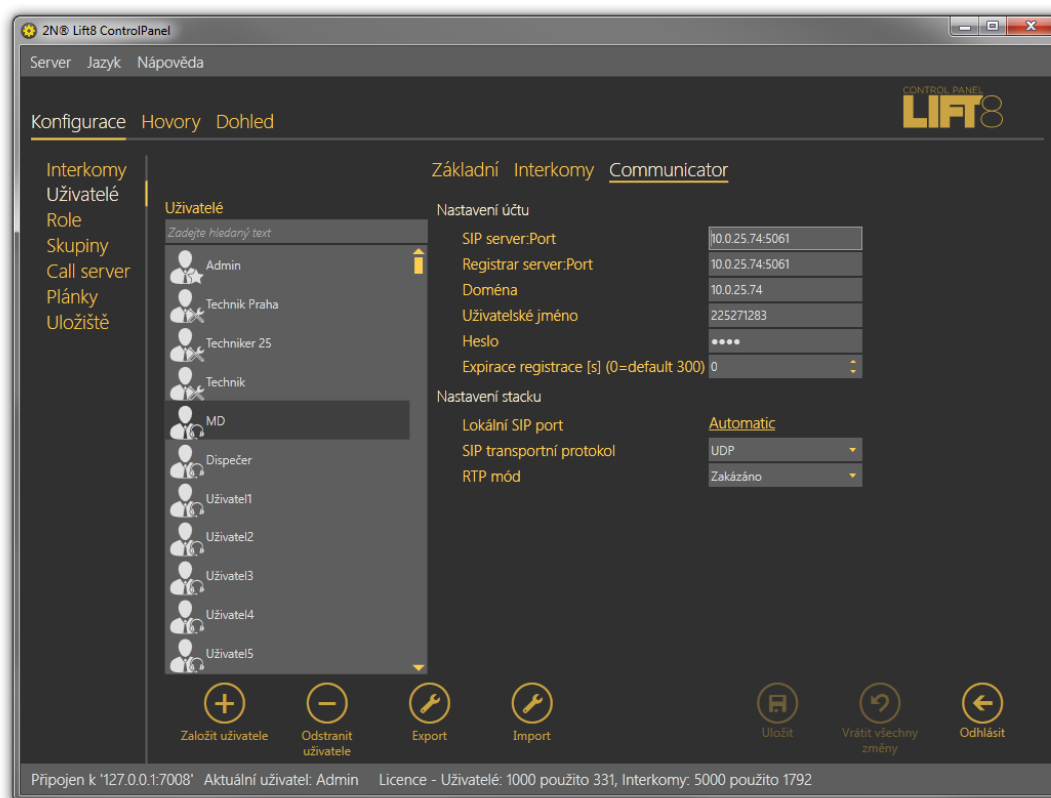 2N® Lift8 ControlPanel
Server Jazyk Nápověda
CONTROL PANEL
LIFT8
Konfigurace Hovory Dohled
Interkomy
Uživatelé
Role
Skupiny
Call server
Plánky
Uložiště
Uživatelé
Zadejte hledaný text
Admin
Technik Praha
Techniker 25
Technik
MD
Dispečer
Uživatel1
Uživatel2
Uživatel3
Uživatel4
Uživatel5
Základní Interkomy Communicator
Nastavení účtu
SIP server:Port 10.0.25.74:5061
Registrar server:Port 10.0.25.74:5061
Doména 10.0.25.74
Uživatelské jméno 225271283
Heslo ●●●●
Expirace registrace [s] (0=default 300) 0
Nastavení stacku
Lokální SIP port Automatic
SIP transportní protokol UDP
RTP mód Zakázáno
Založit uživatele
Odstranit
uživatele
Export
Import
Uložit
Vrátit všechny
změny
Odhlásit
Připojen k '127.0.0.1:7008' Aktuální uživatel: Admin Licence - Uživatelé: 1000 použito 331, Interkomy: 5000 použito 1792